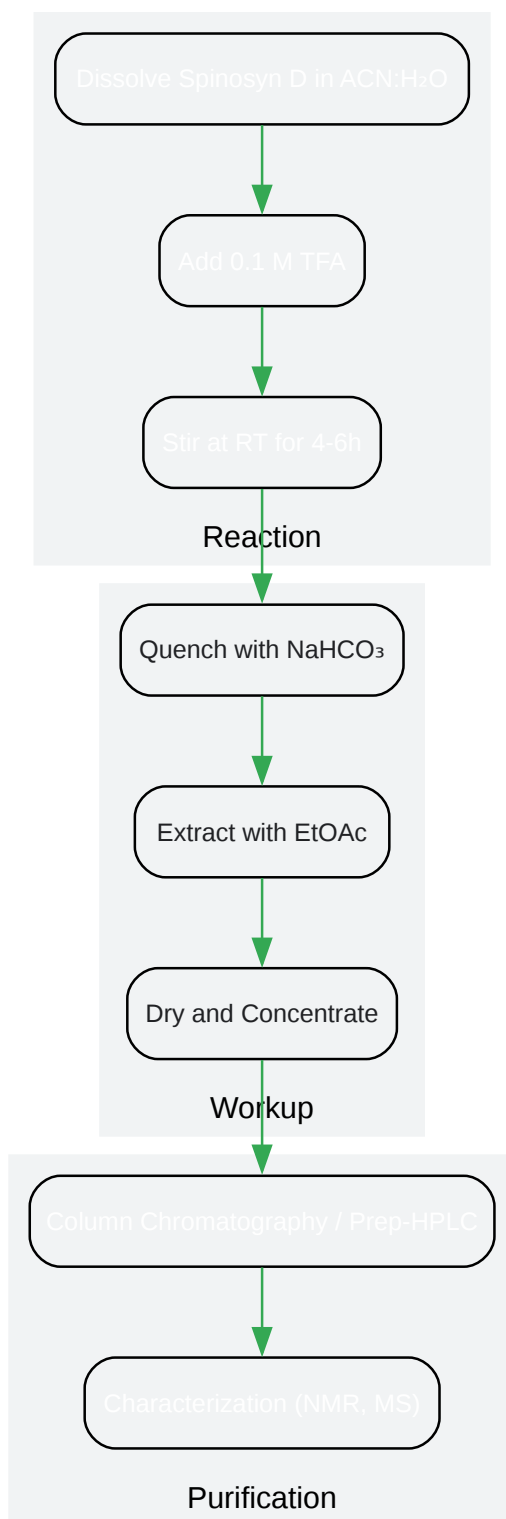 Dissolve Spinosyn D in ACN:H₂O
Add 0.1 M TFA
Stir at RT for 4-6h
Reaction
Quench with NaHCO₃
Extract with EtOAc
Dry and Concentrate
Workup
Column Chromatography / Prep-HPLC
Characterization (NMR, MS)
Purification